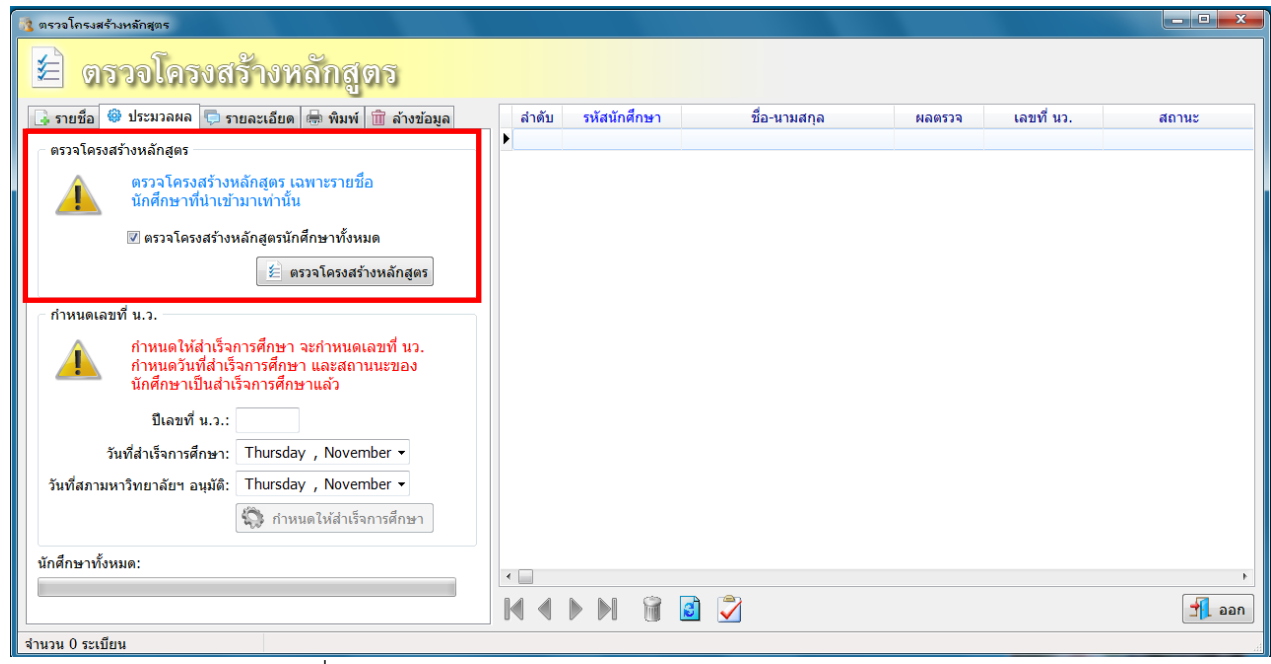 ตรวจโครงสร้างหลักสูตร
ตรวจโครงสร้างหลักสูตร
รายชื่อ ประมวลผล รายละเอียด พิมพ์ ล้างข้อมูล
ลำดับ รหัสนักศึกษา ชื่อ-นามสกุล ผลตรวจ เลขที่ นว. สถานะ
ตรวจโครงสร้างหลักสูตร
ตรวจโครงสร้างหลักสูตร เฉพาะรายชื่อ
นักศึกษาที่นำเข้ามาเท่านั้น
ตรวจโครงสร้างหลักสูตรนักศึกษาทั้งหมด
ตรวจโครงสร้างหลักสูตร
กำหนดเลขที่ น.ว.
กำหนดให้สำเร็จการศึกษา จะกำหนดเลขที่ นว.
กำหนดวันที่สำเร็จการศึกษา และสถานนะของ
นักศึกษาเป็นสำเร็จการศึกษาแล้ว
ปีเลขที่ น.ว.:
วันที่สำเร็จการศึกษา: Thursday , November
วันที่สภามหาวิทยาลัยฯ อนุมัติ: Thursday , November
กำหนดให้สำเร็จการศึกษา
นักศึกษาทั้งหมด:
ออก
จำนวน 0 ระเบียน